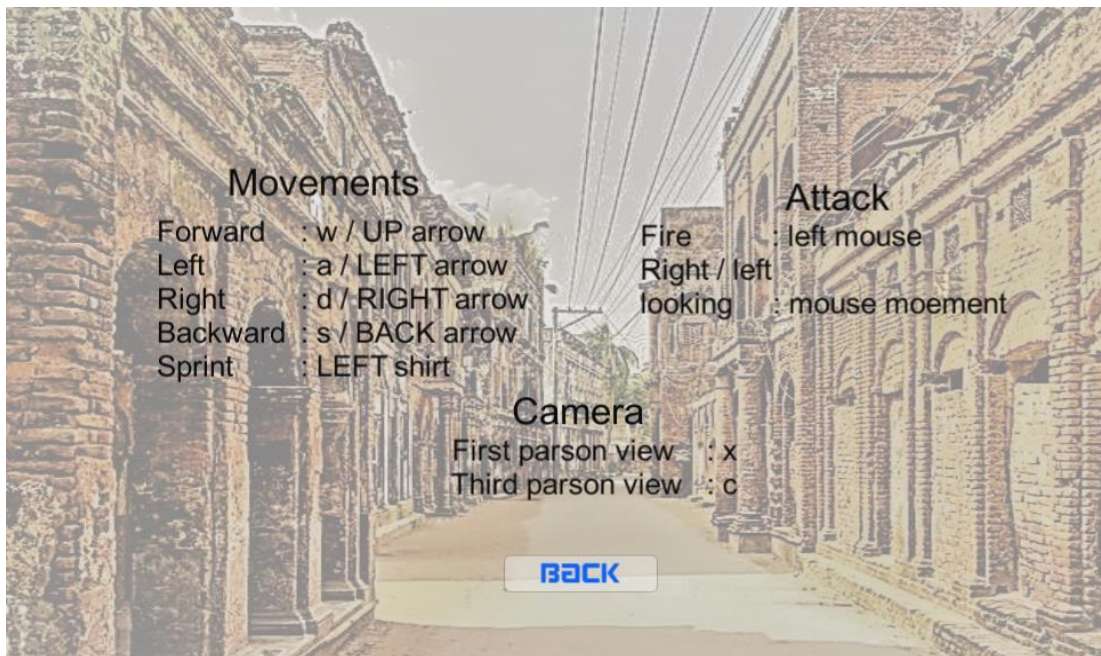 Movements
Forward : w / UP arrow
Left : a / LEFT arrow
Right : d / RIGHT arrow
Backward : s / BACK arrow
Sprint : LEFT shirt
Attack
Fire : left mouse
Right / left
looking : mouse moement
Camera
First parson view : x
Third parson view : c
BACK